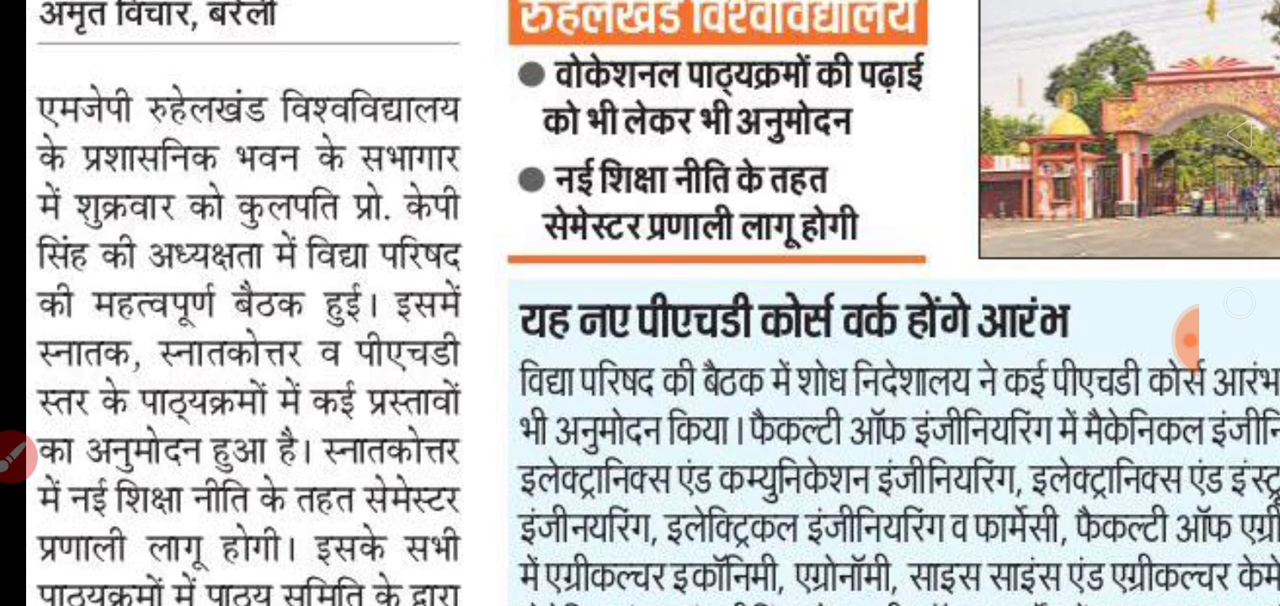 अमृत विचार, बरेली
एमजेपी रुहेलखंड विश्वविद्यालय
के प्रशासनिक भवन के सभागार
में शुक्रवार को कुलपति प्रो. केपी
सिंह की अध्यक्षता में विद्या परिषद
की महत्वपूर्ण बैठक हुई। इसमें
स्नातक, स्नातकोत्तर व पीएचडी
स्तर के पाठ्यक्रमों में कई प्रस्तावों
का अनुमोदन हुआ है। स्नातकोत्तर
में नई शिक्षा नीति के तहत सेमेस्टर
प्रणाली लागू होगी। इसके सभी
पाठ्यक्रमों में पाठ्य समिति के द्वारा
रुहेलखंड विश्वविद्यालय
● वोकेशनल पाठ्यक्रमों की पढ़ाई
को भी लेकर भी अनुमोदन
● नई शिक्षा नीति के तहत
सेमेस्टर प्रणाली लागू होगी
यह नए पीएचडी कोर्स वर्क होंगे आरंभ
विद्या परिषद की बैठक में शोध निदेशालय ने कई पीएचडी कोर्स आरंभ
भी अनुमोदन किया। फैकल्टी ऑफ इंजीनियरिंग में मैकेनिकल
इलेक्ट्रानिक्स एंड कम्युनिकेशन इंजीनियरिंग, इलेक्ट्रानिक्स एंड
इंजीनयरिंग, इलेक्ट्रिकल इंजीनियरिंग व फार्मेसी, फैकल्टी ऑफ
में एग्रीकल्चर इकॉनिमी, एग्रोनॉमी, साइस साइंस एंड एग्रीकल्चर